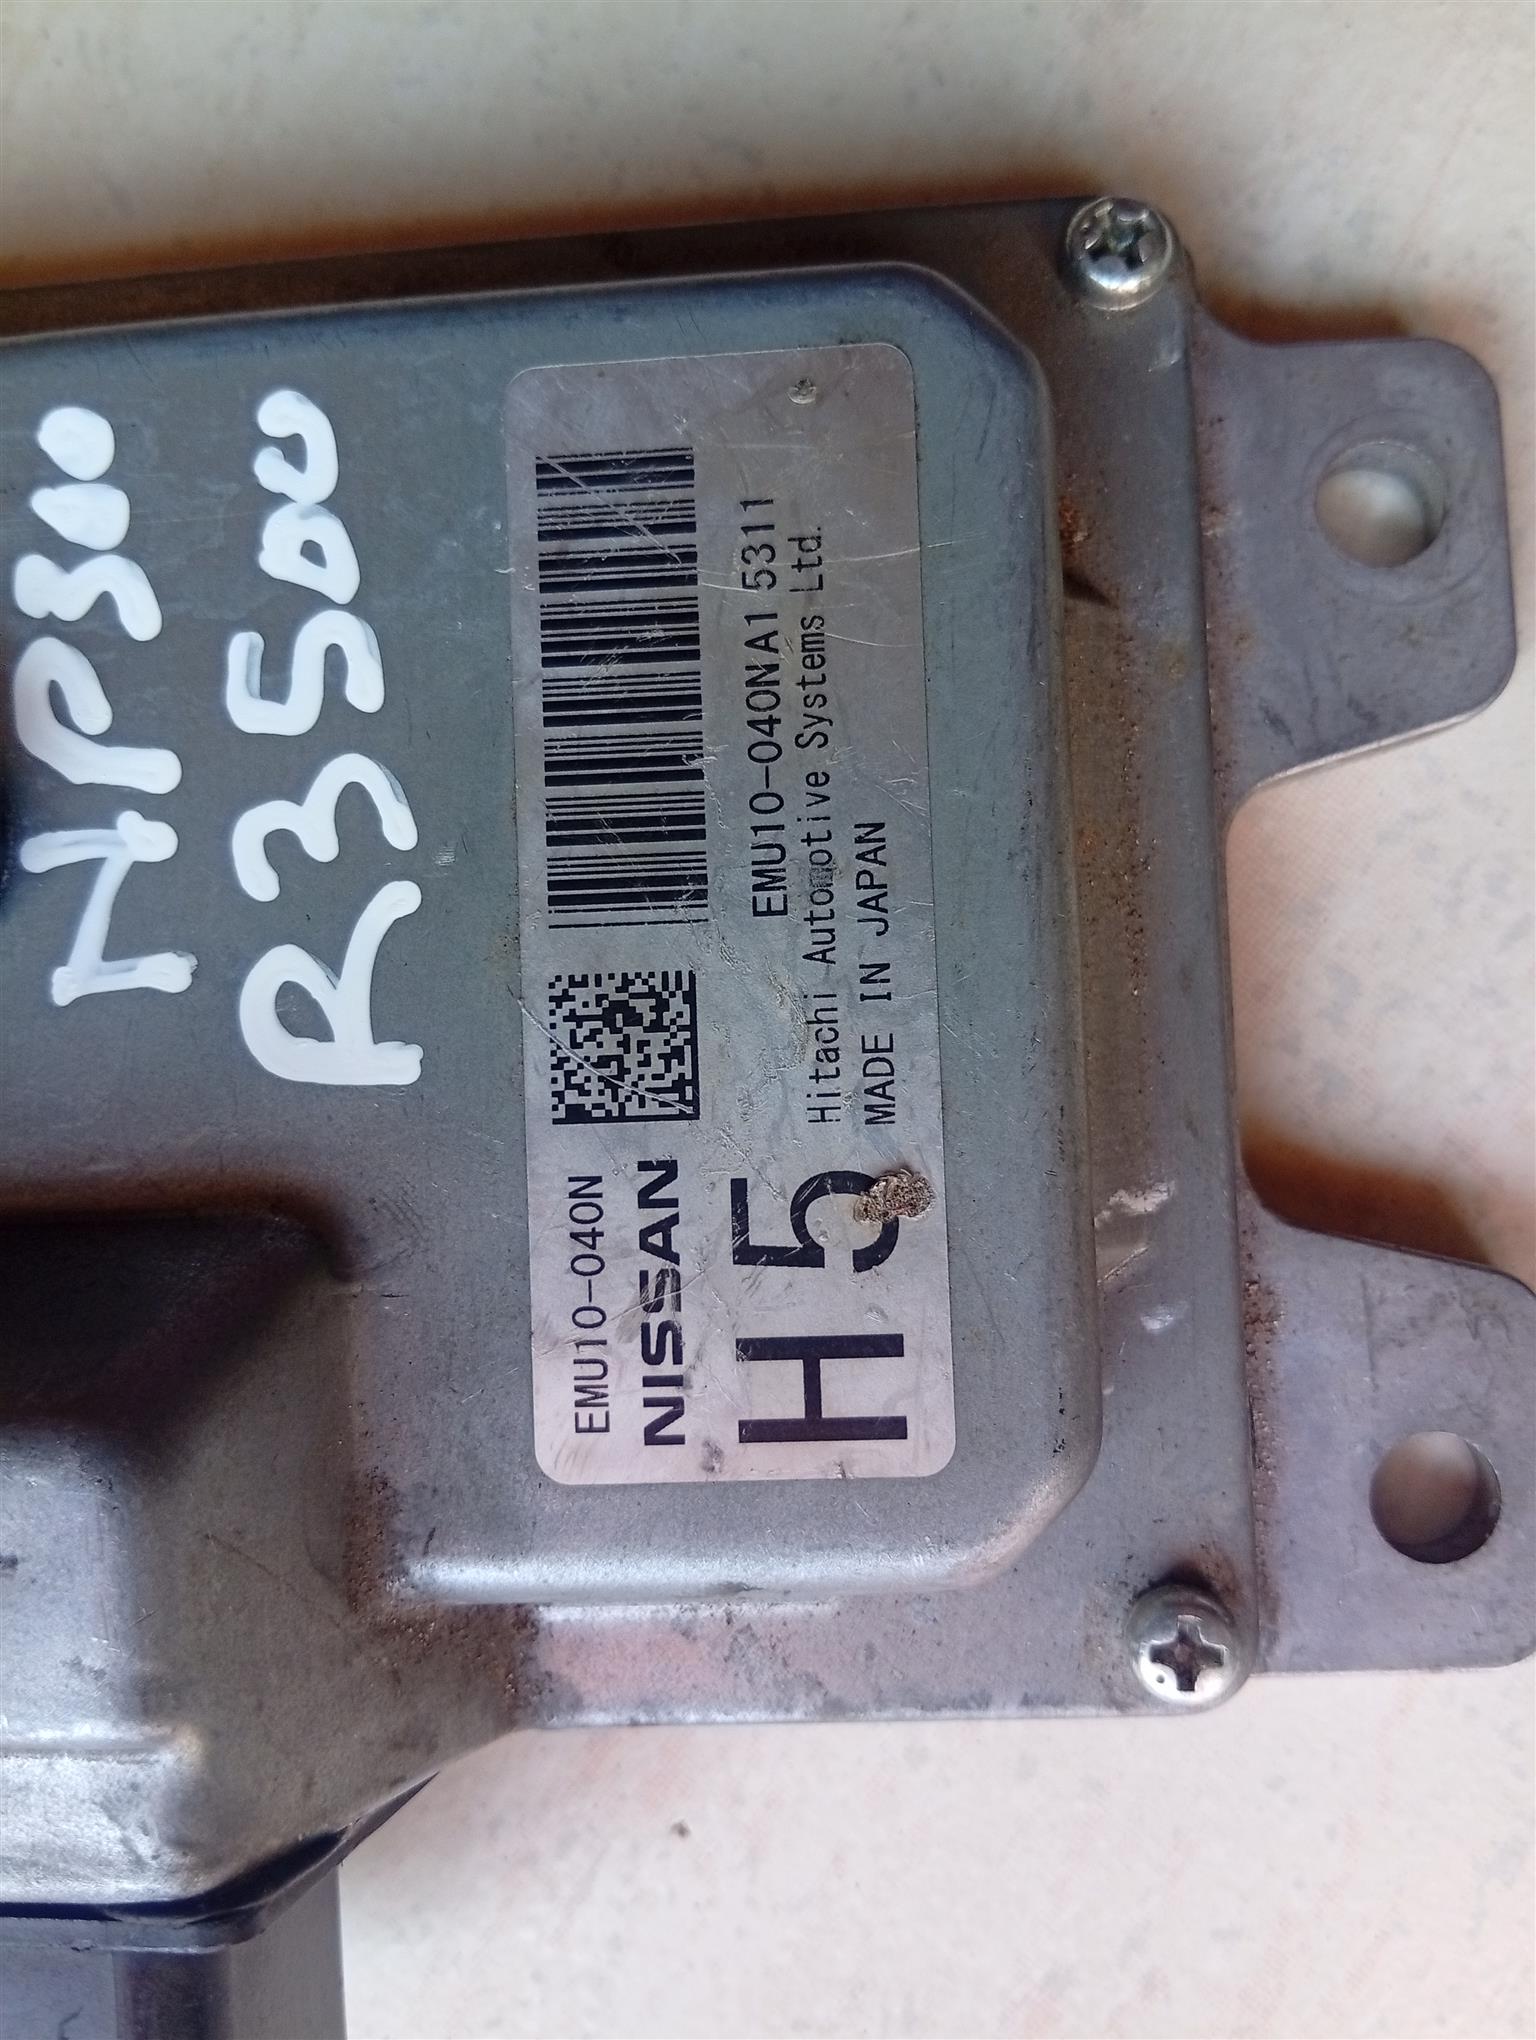 NP300
R3500
EMU10-040N
NISSAN
H5
EMU10-040NA1 5311
Hitachi Automotive Systems Ltd.
MADE IN JAPAN